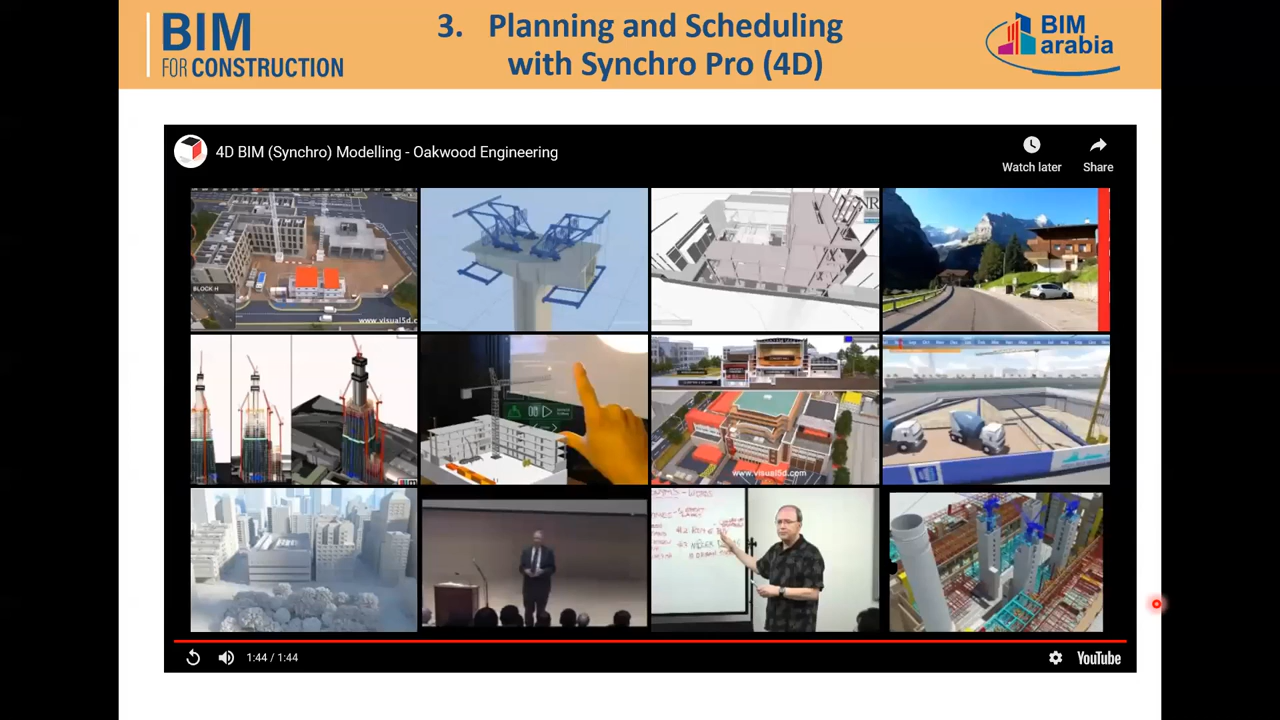 BIM
FOR CONSTRUCTION
3. Planning and Scheduling
with Synchro Pro (4D)
BIM
arabia
4D BIM (Synchro) Modelling - Oakwood Engineering
Watch later
Share
BLOCK H
www.visual5d.c
NR
www.visual5d.com
1:44 / 1:44
YouTube